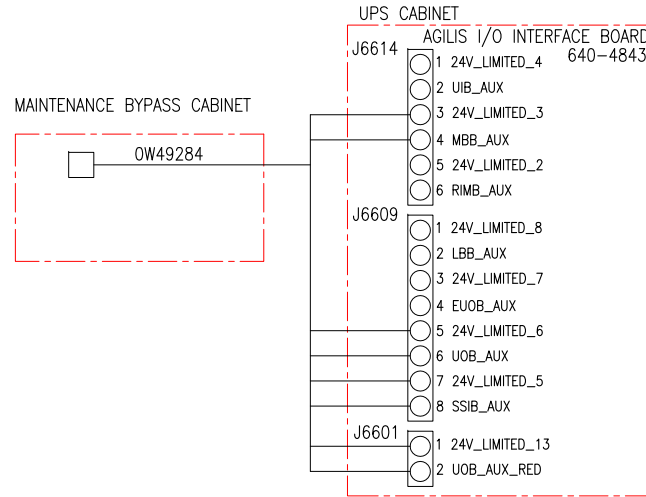 UPS CABINET
AGILIS I/O INTERFACE BOARD
640-4843
J6614
1 24V_LIMITED_4
2 UIB_AUX
3 24V_LIMITED_3
4 MBB_AUX
5 24V_LIMITED_2
6 RIMB_AUX
MAINTENANCE BYPASS CABINET
0W49284
J6609
1 24V_LIMITED_8
2 LBB_AUX
3 24V_LIMITED_7
4 EUOB_AUX
5 24V_LIMITED_6
6 UOB_AUX
7 24V_LIMITED_5
8 SSIB_AUX
J6601
1 24V_LIMITED_13
2 UOB_AUX_RED